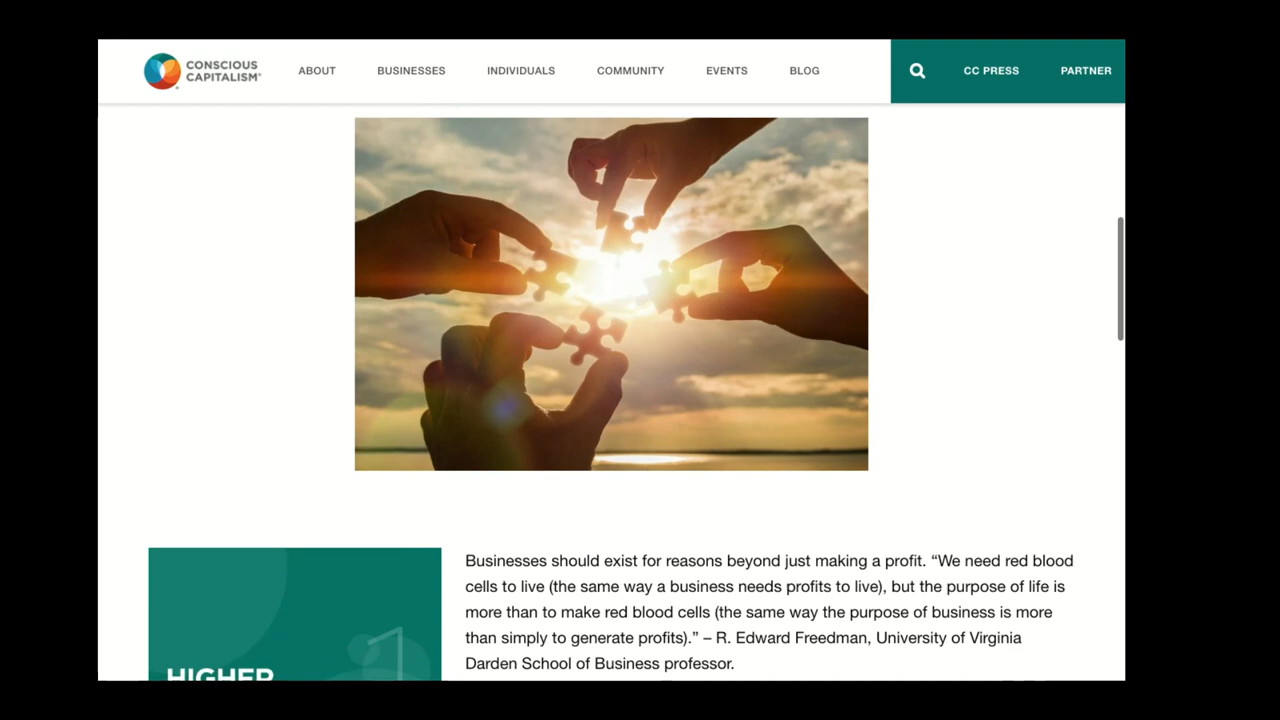 CONSCIOUS
CAPITALISM®
ABOUT
BUSINESSES
INDIVIDUALS
COMMUNITY
EVENTS
BLOG
CC PRESS
PARTNER
Businesses should exist for reasons beyond just making a profit. “We need red blood
cells to live (the same way a business needs profits to live), but the purpose of life is
more than to make red blood cells (the same way the purpose of business is more
than simply to generate profits).” – R. Edward Freedman, University of Virginia
Darden School of Business professor.
1
HIGHER